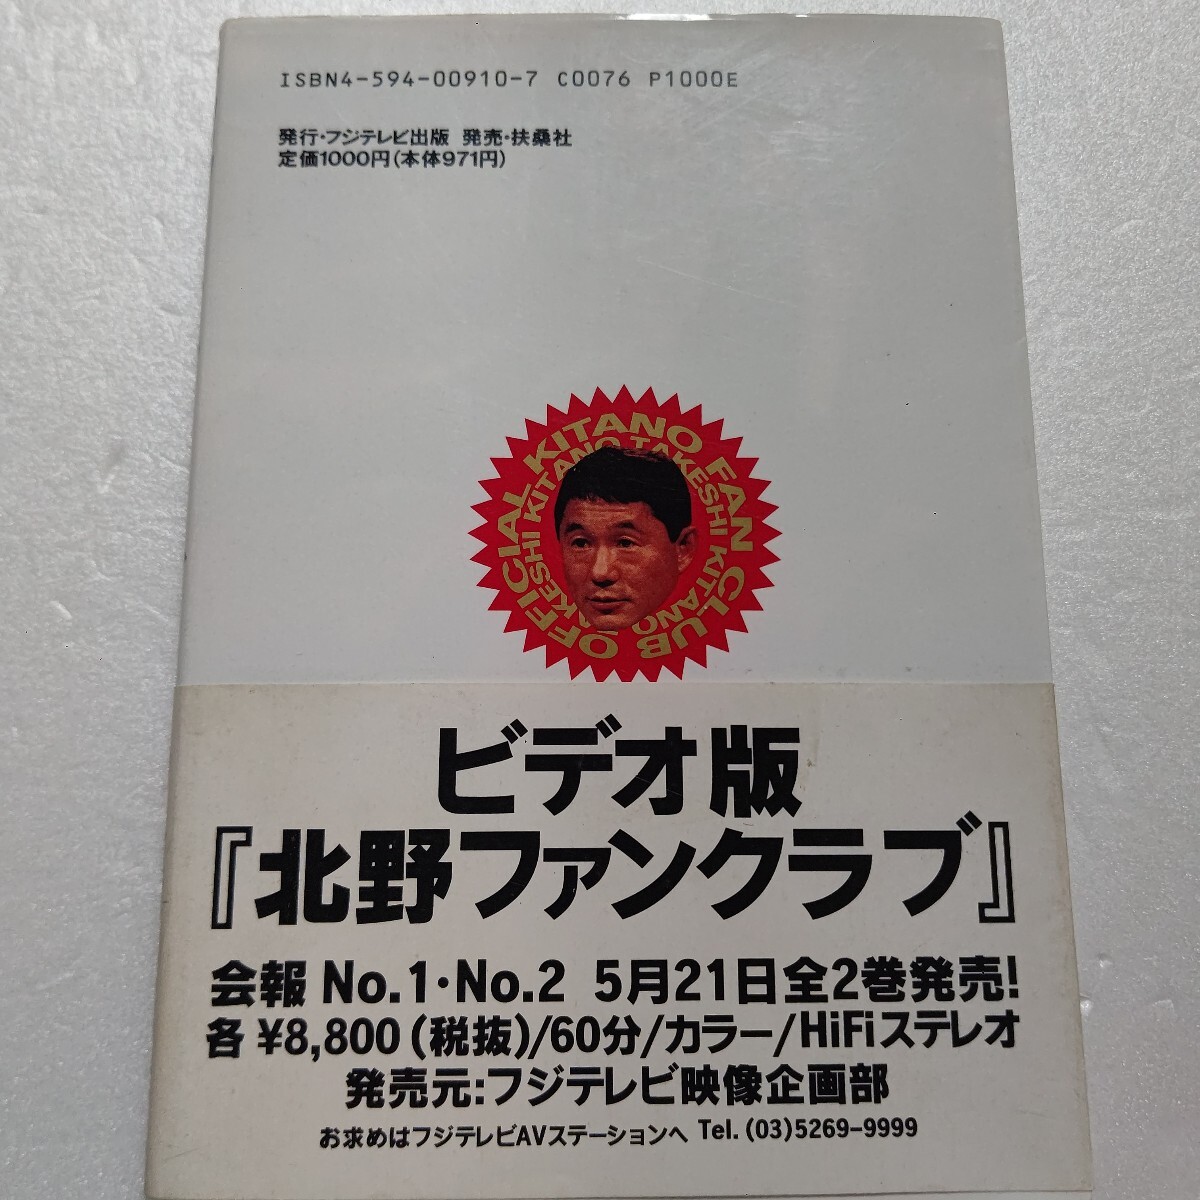 ISBN4-594-00910-7 C0076 P1000E
発行・フジテレビ出版 発売・扶桑社
定価1000円(本体971円)
OFFICIAL KITANO FAN CLUB
TAKESHI KITANO TAKESHI KITANO
ビデオ版
『北野ファンクラブ』
会報 No.1・No.2 5月21日全2巻発売!
各 ¥8,800(税抜)/60分/カラー/HiFiステレオ
発売元:フジテレビ映像企画部
お求めはフジテレビAVステーションへ Tel.(03)5269-9999